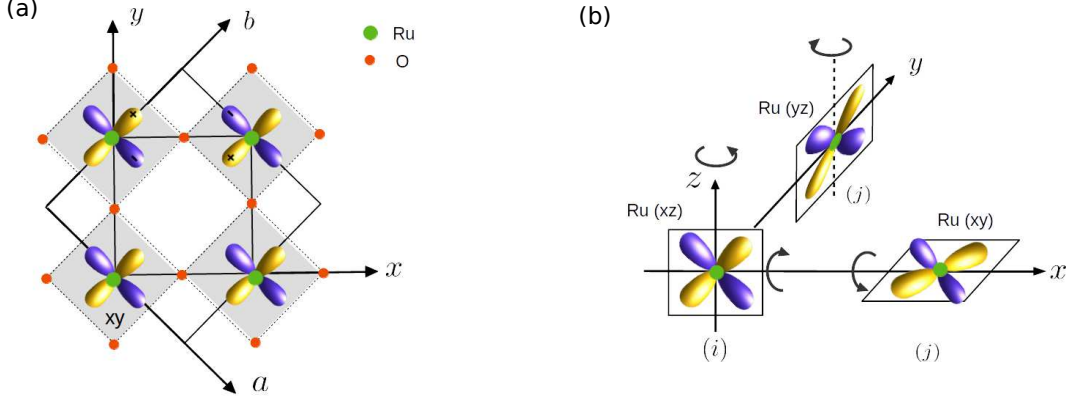 (a)
y
b
Ru
O
+
-
-
+
x
xy
a
(b)
y
Ru (yz)
z
(j)
Ru (xz)
Ru (xy)
x
(i)
(j)